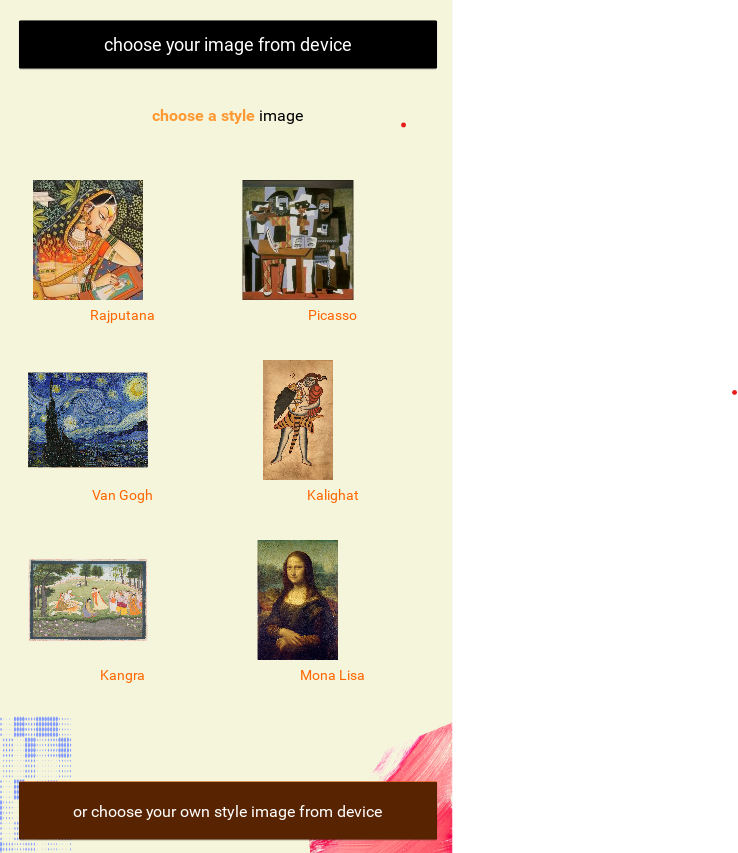 choose your image from device
choose a style image
Rajputana
Picasso
Van Gogh
Kalighat
Kangra
Mona Lisa
or choose your own style image from device